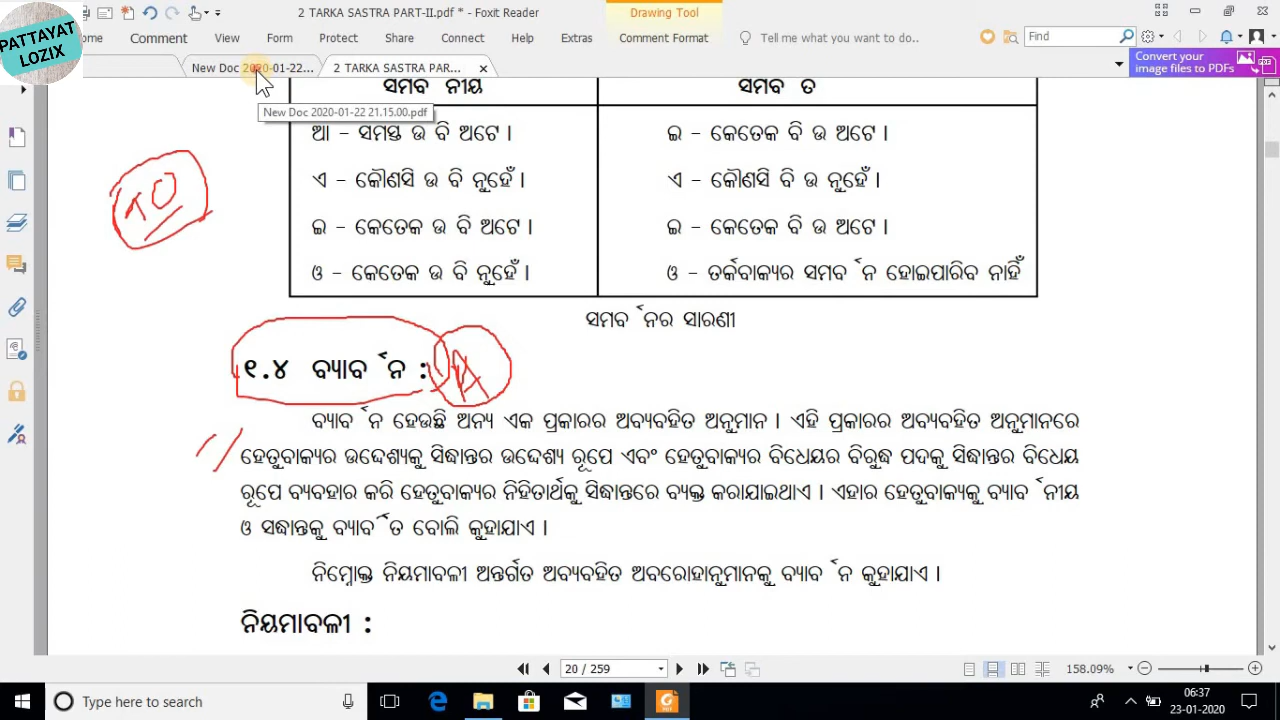 PATTAYAT
LOZIX
2 TARKA SASTRA PART-II.pdf * - Foxit Reader
Drawing Tool
ome Comment View Form Protect Share Connect Help Extras Comment Format Tell me what you want to do... Find
New Doc 2020-01-22... 2 TARKA SASTRA PAR...
Convert your
image files to PDFs
New Doc 2020-01-22 21.15.00.pdf
ସମବ ନୀୟ ସମବ ତ
ଆ - ସମସ୍ତ ଉ ବି ଅଟେ । ଇ - କେତେକ ବି ଉ ଅଟେ ।
ଏ - କୌଣସି ଉ ବି ନୁହେଁ । ଏ - କୌଣସି ବି ଉ ନୁହେଁ ।
ଇ - କେତେକ ଉ ବି ଅଟେ । ଇ - କେତେକ ବି ଉ ଅଟେ ।
ଓ - କେତେକ ଉ ବି ନୁହେଁ । ଓ - ତର୍କବାକ୍ୟର ସମବ ର୍ନ ହୋଇପାରିବ ନାହିଁ
ସମବ ର୍ନର ସାରଣୀ
୧.୪ ବ୍ୟାବ ର୍ନ :
ବ୍ୟାବ ର୍ନ ହେଉଛି ଅନ୍ୟ ଏକ ପ୍ରକାରର ଅବ୍ୟବହିତ ଅନୁମାନ । ଏହି ପ୍ରକାରର ଅବ୍ୟବହିତ ଅନୁମାନରେ
ହେତୁବାକ୍ୟର ଉଦ୍ଦେଶ୍ୟକୁ ସିଦ୍ଧାନ୍ତର ଉଦ୍ଦେଶ୍ୟ ରୂପେ ଏବଂ ହେତୁବାକ୍ୟର ବିଧେୟର ବିରୁଦ୍ଧ ପଦକୁ ସିଦ୍ଧାନ୍ତର ବିଧେୟ
ରୂପେ ବ୍ୟବହାର କରି ହେତୁବାକ୍ୟର ନିହିତାର୍ଥକୁ ସିଦ୍ଧାନ୍ତରେ ବ୍ୟକ୍ତ କରାଯାଇଥାଏ । ଏହାର ହେତୁବାକ୍ୟକୁ ବ୍ୟାବ ର୍ନୀୟ
ଓ ସଦ୍ଧାନ୍ତକୁ ବ୍ୟାବ ର୍ତ ବୋଲି କୁହାଯାଏ ।
ନିମ୍ନୋକ୍ତ ନିୟମାବଳୀ ଅନ୍ତର୍ଗତ ଅବ୍ୟବହିତ ଅବରୋହାନୁମାନକୁ ବ୍ୟାବ ର୍ନ କୁହାଯାଏ ।
ନିୟମାବଳୀ :
20 / 259 158.09%
Type here to search
06:37
23-01-2020